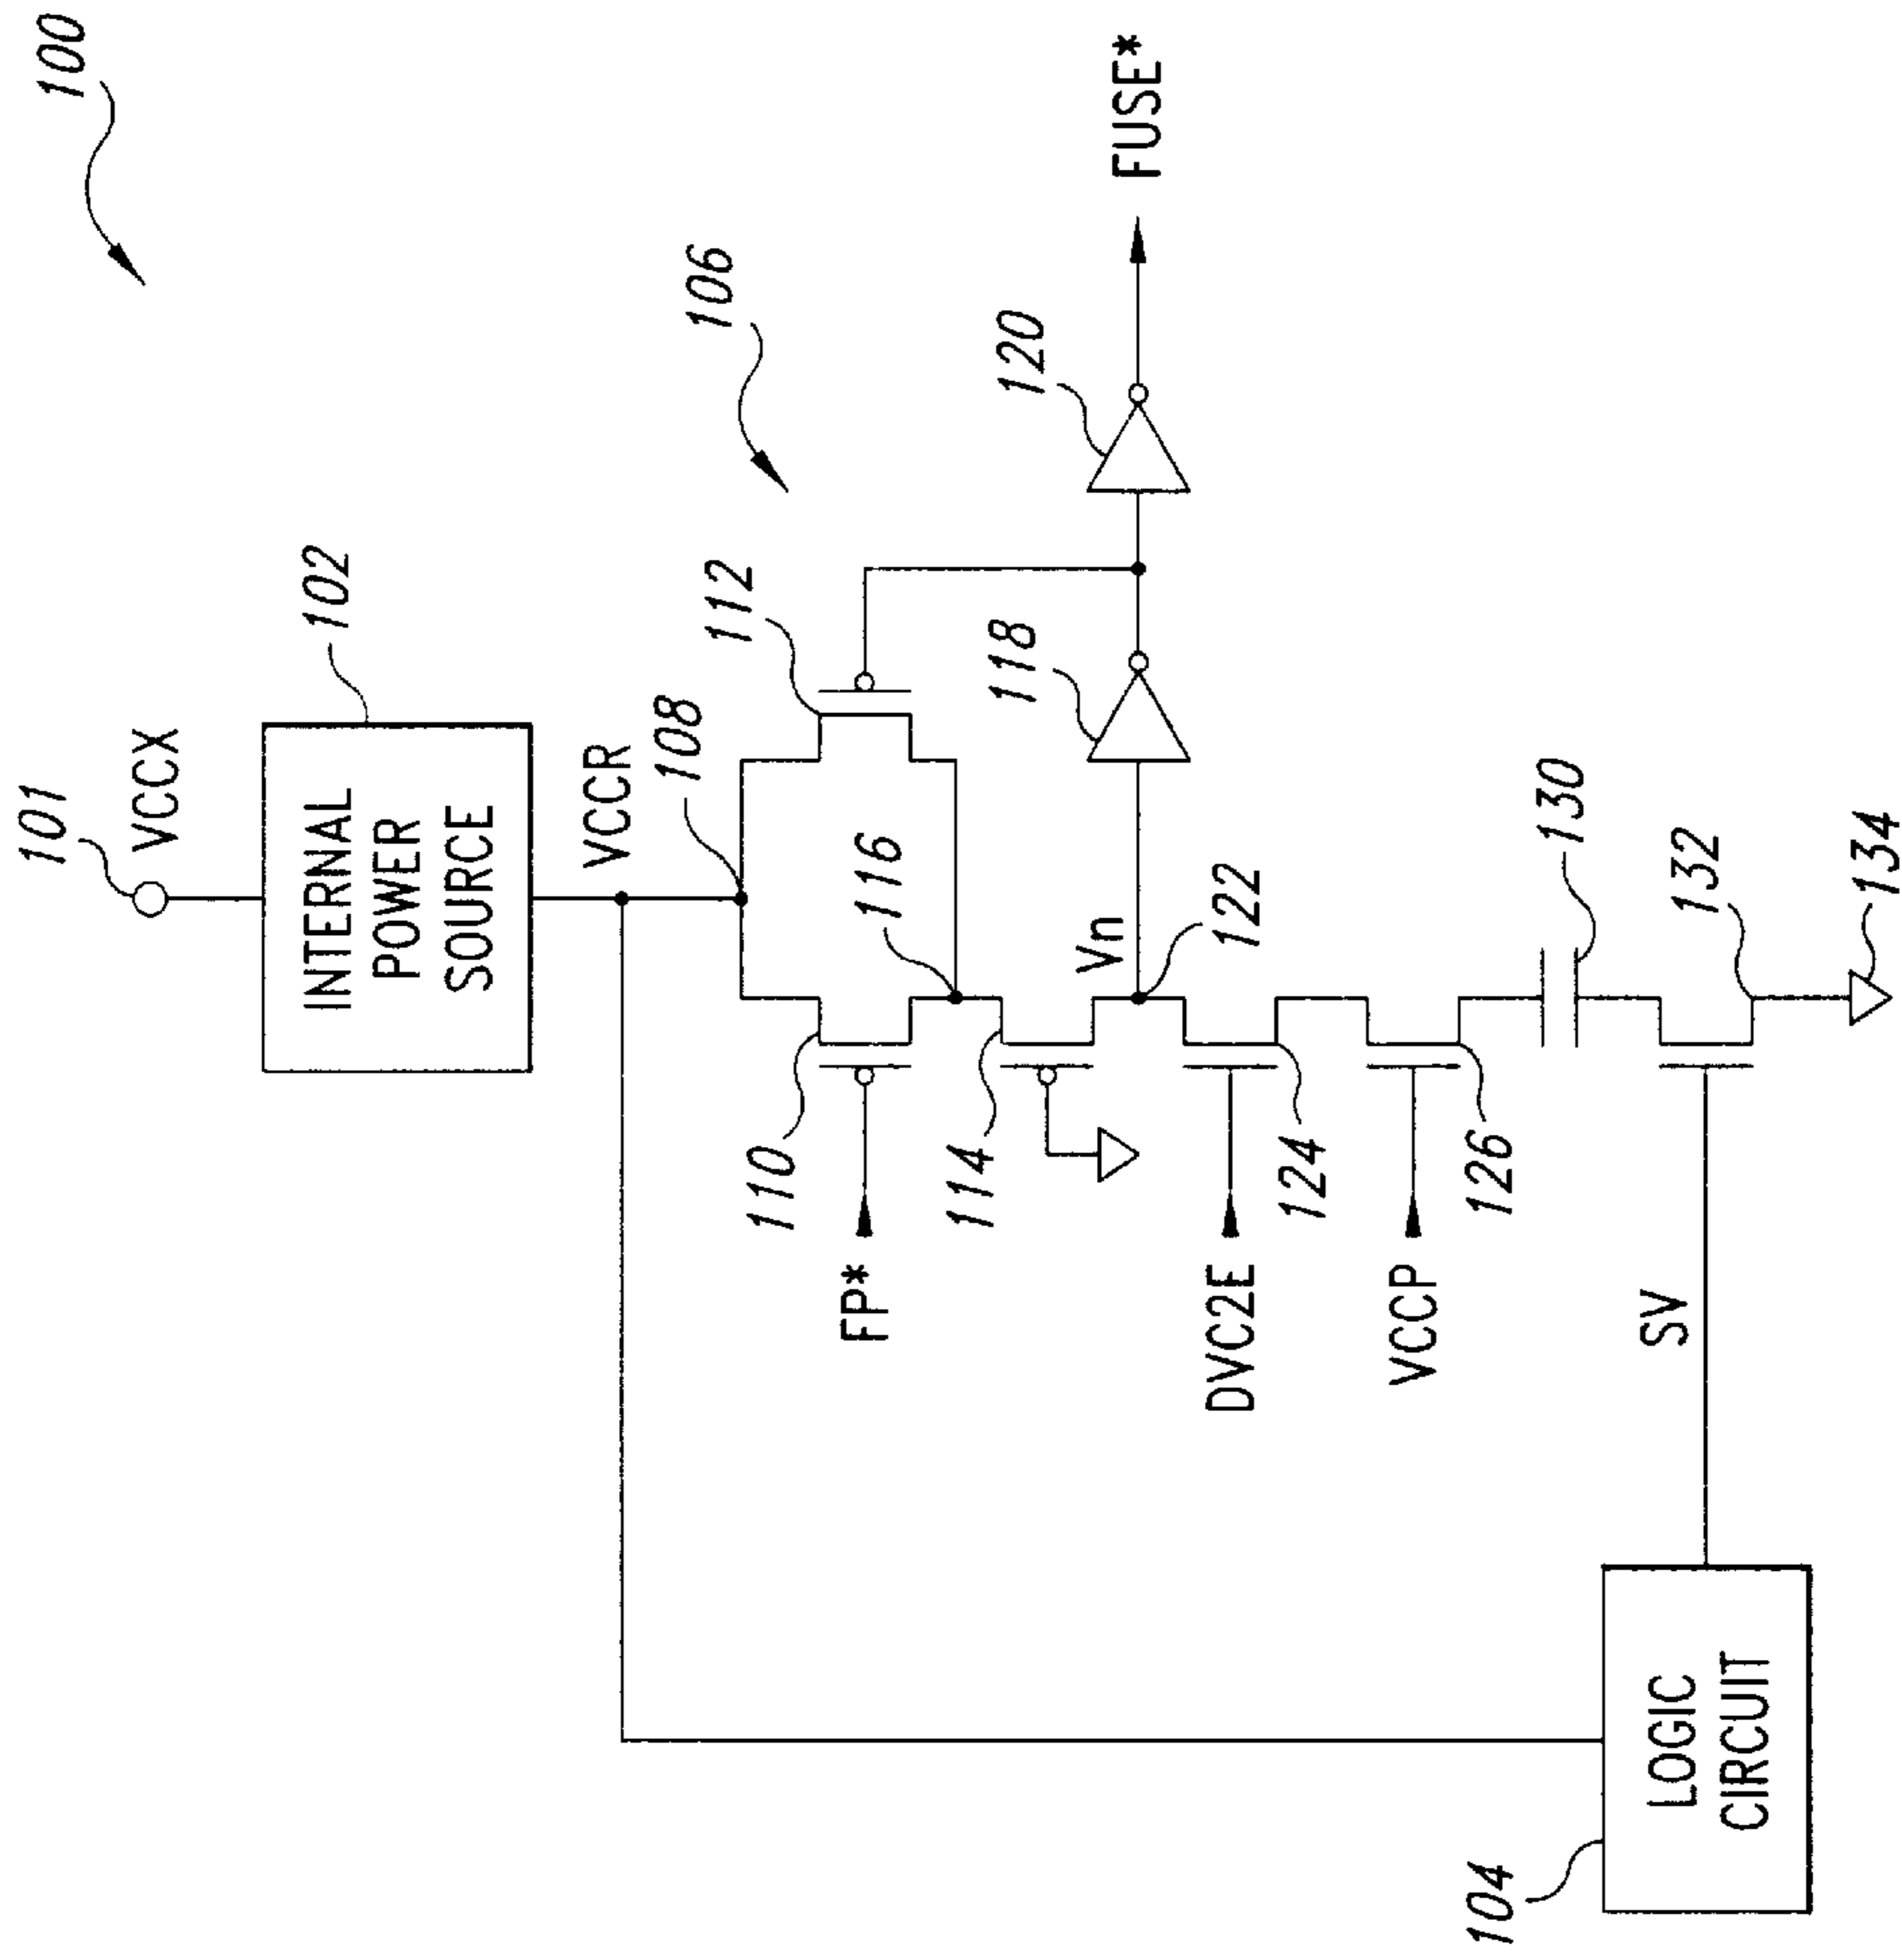 100
101
VCCX
102
INTERNAL
POWER
SOURCE
VCCR
108
112
106
110
FP*
116
114
118
120
FUSE*
Vn
122
DVC2E
124
VCCP
126
130
SV
132
134
104
LOGIC
CIRCUIT